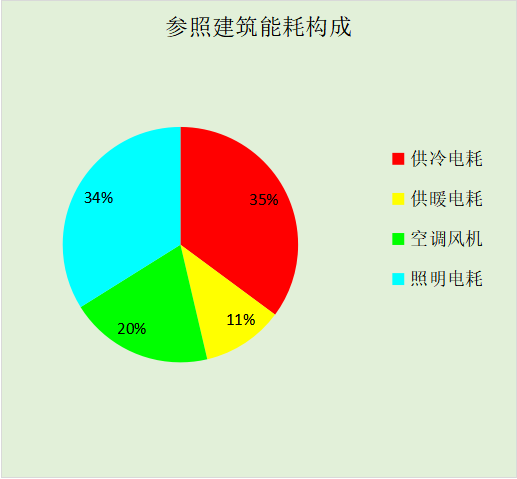 参照建筑能耗构成
35%
11%
20%
34%
供冷电耗
供暖电耗
空调风机
照明电耗